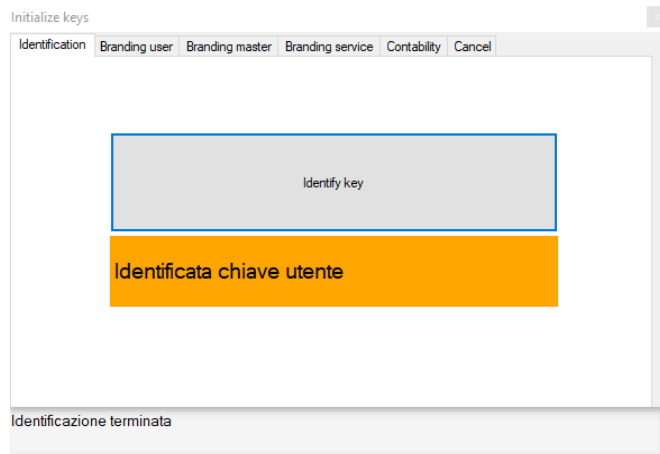 Initialize keys
Identification Branding user Branding master Branding service Contability Cancel
Identify key
Identificata chiave utente
Identificazione terminata